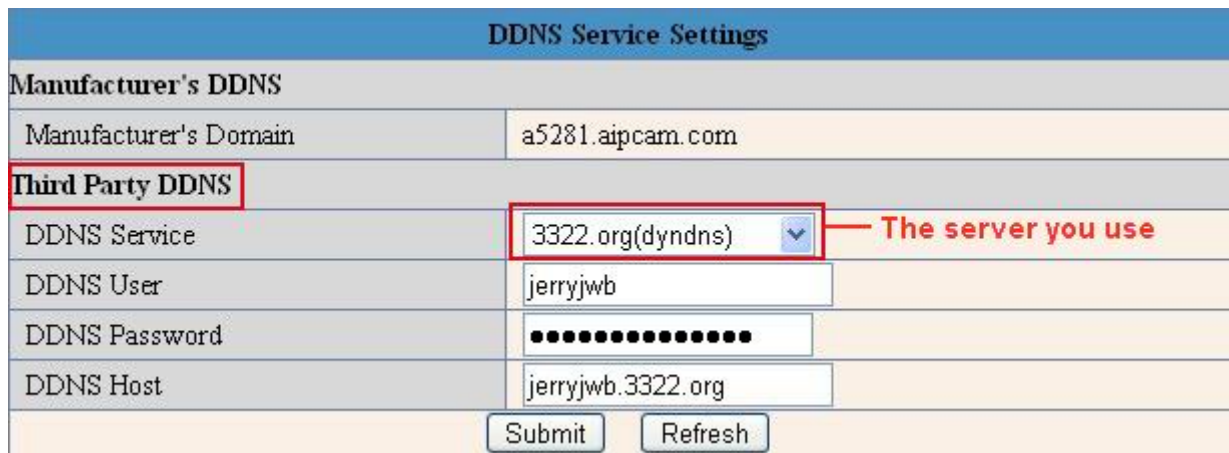 DDNS Service Settings
Manufacturer's DDNS
Manufacturer's Domain a5281.aipcam.com
Third Party DDNS
DDNS Service 3322.org(dyndns) The server you use
DDNS User jerryjwb
DDNS Password ●●●●●●●●●●●●●●
DDNS Host jerryjwb.3322.org
Submit Refresh